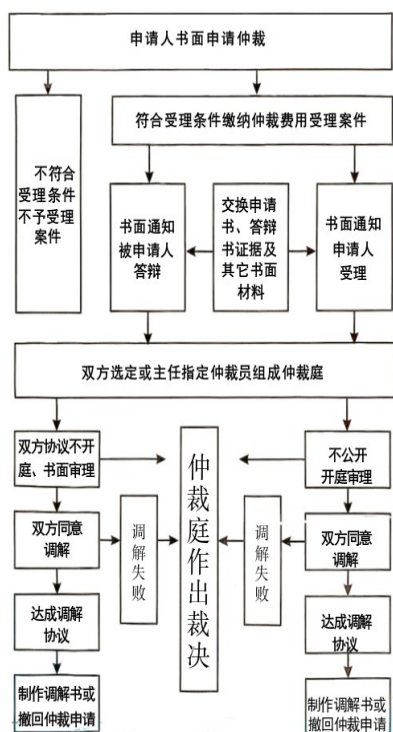 申请人书面申请仲裁
不符合
受理条件
不予受理
案件
符合受理条件缴纳仲裁费用受理案件
书面通知
被申请人
答辩
交换申请
书、答辩
书证据及
其它书面
材料
书面通知
申请人
受理
双方选定或主任指定仲裁员组成仲裁庭
双方协议不开
庭、书面审理
仲裁庭作出裁决
不公开
开庭审理
双方同意
调解
调解失败
调解失败
双方同意
调解
达成调解
协议
达成调解
协议
制作调解书或
撤回仲裁申请
制作调解书或
撤回仲裁申请